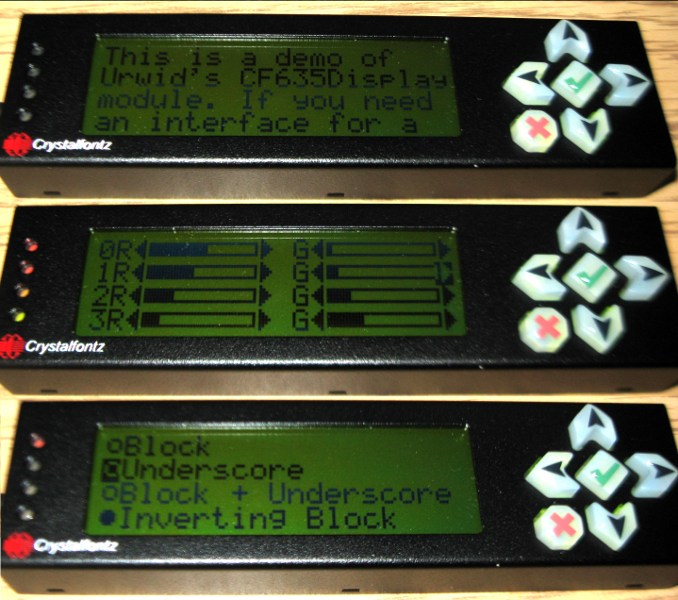 This is a demo of
Urwid's CF635Display
module. If you need
an interface for a
Crystalfontz
0R G
1R G
2R G
3R G
Crystalfontz
Block
Underscore
Block + Underscore
Inverting Block
Crystalfontz